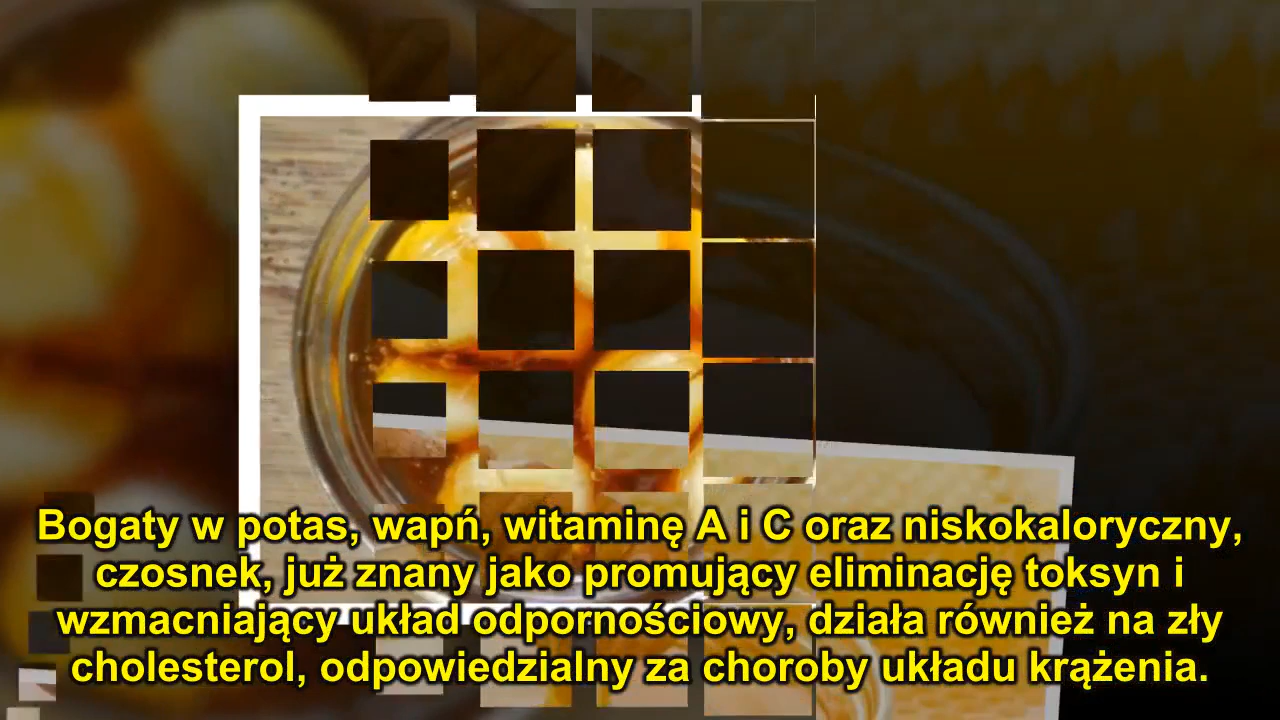 Bogaty w potas, wapń, witaminę A i C oraz niskokaloryczny,
czosnek, już znany jako promujący eliminację toksyn i
wzmacniający układ odpornościowy, działa również na zły
cholesterol, odpowiedzialny za choroby układu krążenia.